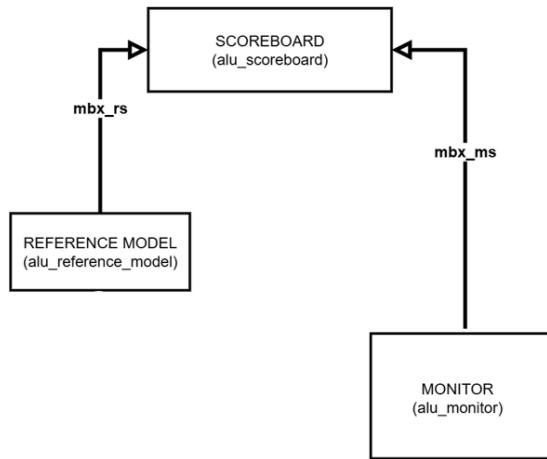 SCOREBOARD
(alu_scoreboard)
mbx_rs
mbx_ms
REFERENCE MODEL
(alu_reference_model)
MONITOR
(alu_monitor)